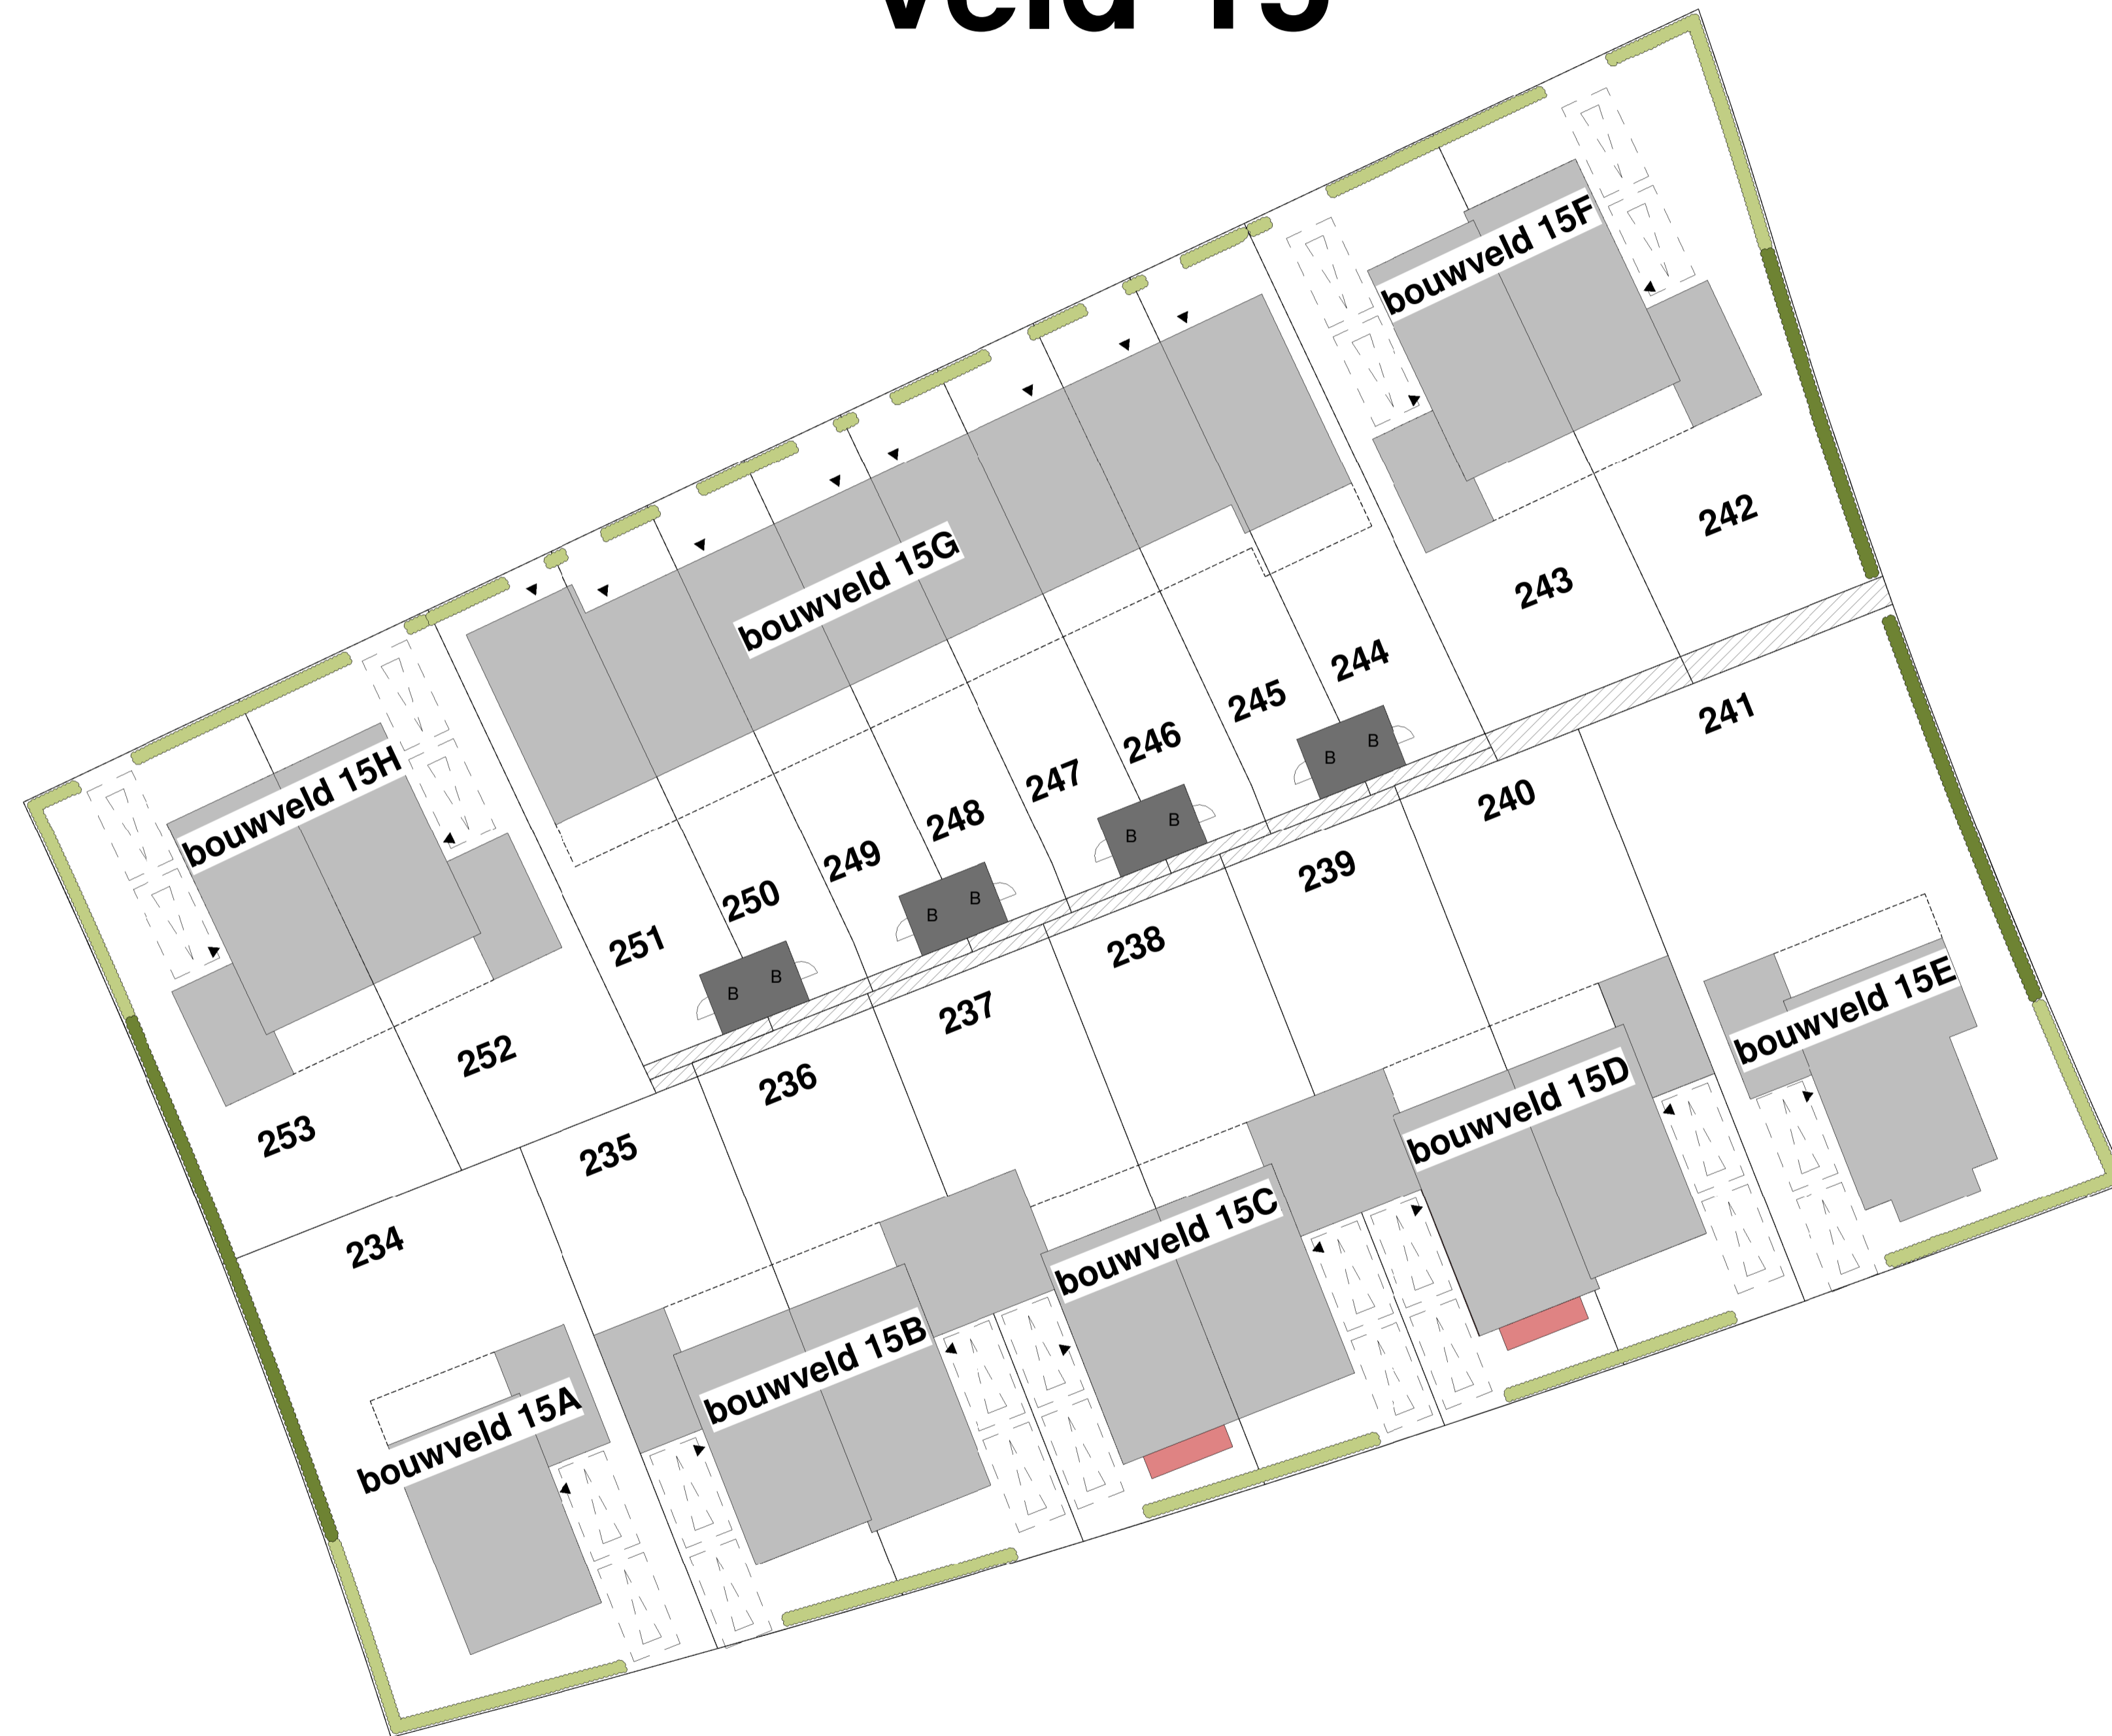 veld 15
bouwveld 15F
242
243
bouwveld 15G
244
245
246
247
248
249
250
251
B B
B B
B B
B B
bouwveld 15H
252
253
241
240
239
238
237
236
235
234
bouwveld 15E
bouwveld 15D
bouwveld 15C
bouwveld 15B
bouwveld 15A